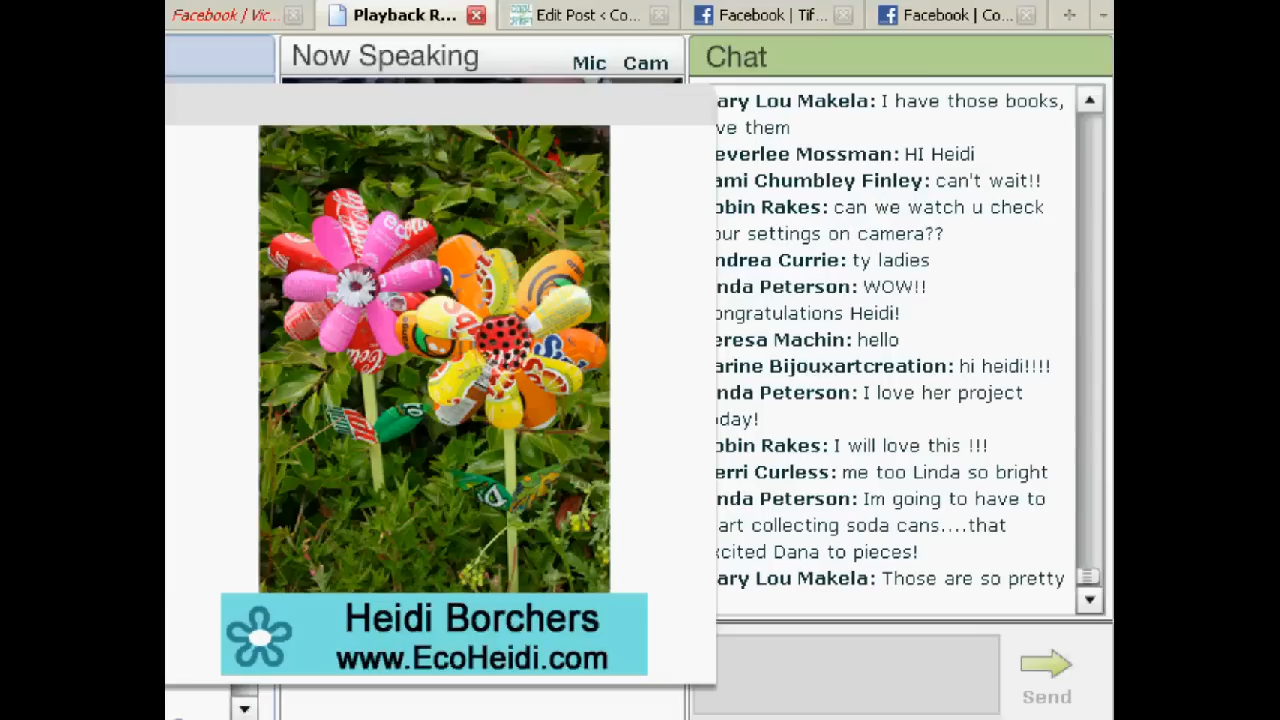 Facebook | Vic...
Playback R...
Edit Post < Co...
Facebook | Tif...
Facebook | Co...
Now Speaking
Mic Cam
Chat
ary Lou Makela: I have those books,
ve them
everlee Mossman: HI Heidi
ami Chumbley Finley: can't wait!!
obin Rakes: can we watch u check
our settings on camera??
ndrea Currie: ty ladies
nda Peterson: WOW!!
ongratulations Heidi!
eresa Machin: hello
arine Bijouxartcreation: hi heidi!!!!
nda Peterson: I love her project
oday!
obin Rakes: I will love this !!!
erri Curless: me too Linda so bright
nda Peterson: Im going to have to
art collecting soda cans....that
xcited Dana to pieces!
ary Lou Makela: Those are so pretty
Heidi Borchers
www.EcoHeidi.com
Send